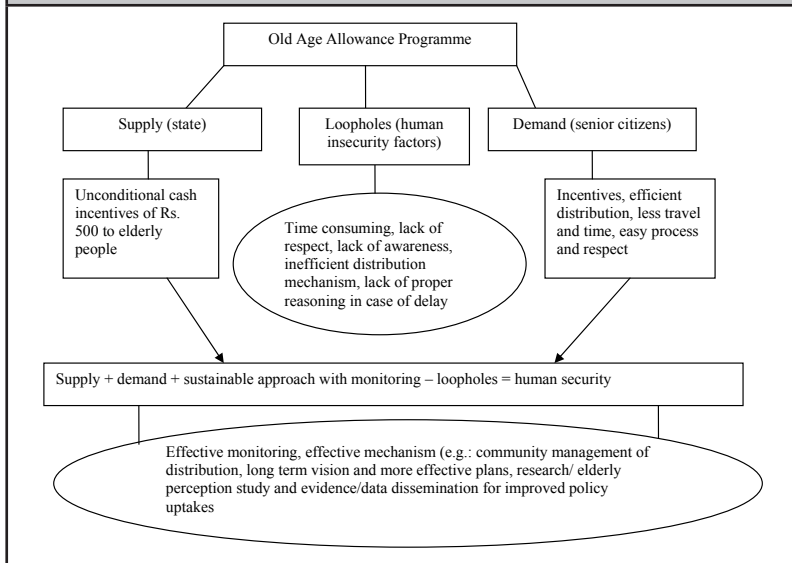 Old Age Allowance Programme
Supply (state)
Loopholes (human
insecurity factors)
Demand (senior citizens)
Unconditional cash
incentives of Rs.
500 to elderly
people
Time consuming, lack of
respect, lack of awareness,
inefficient distribution
mechanism, lack of proper
reasoning in case of delay
Incentives, efficient
distribution, less travel
and time, easy process
and respect
Supply + demand + sustainable approach with monitoring – loopholes = human security
Effective monitoring, effective mechanism (e.g.: community management of
distribution, long term vision and more effective plans, research/ elderly
perception study and evidence/data dissemination for improved policy
uptakes